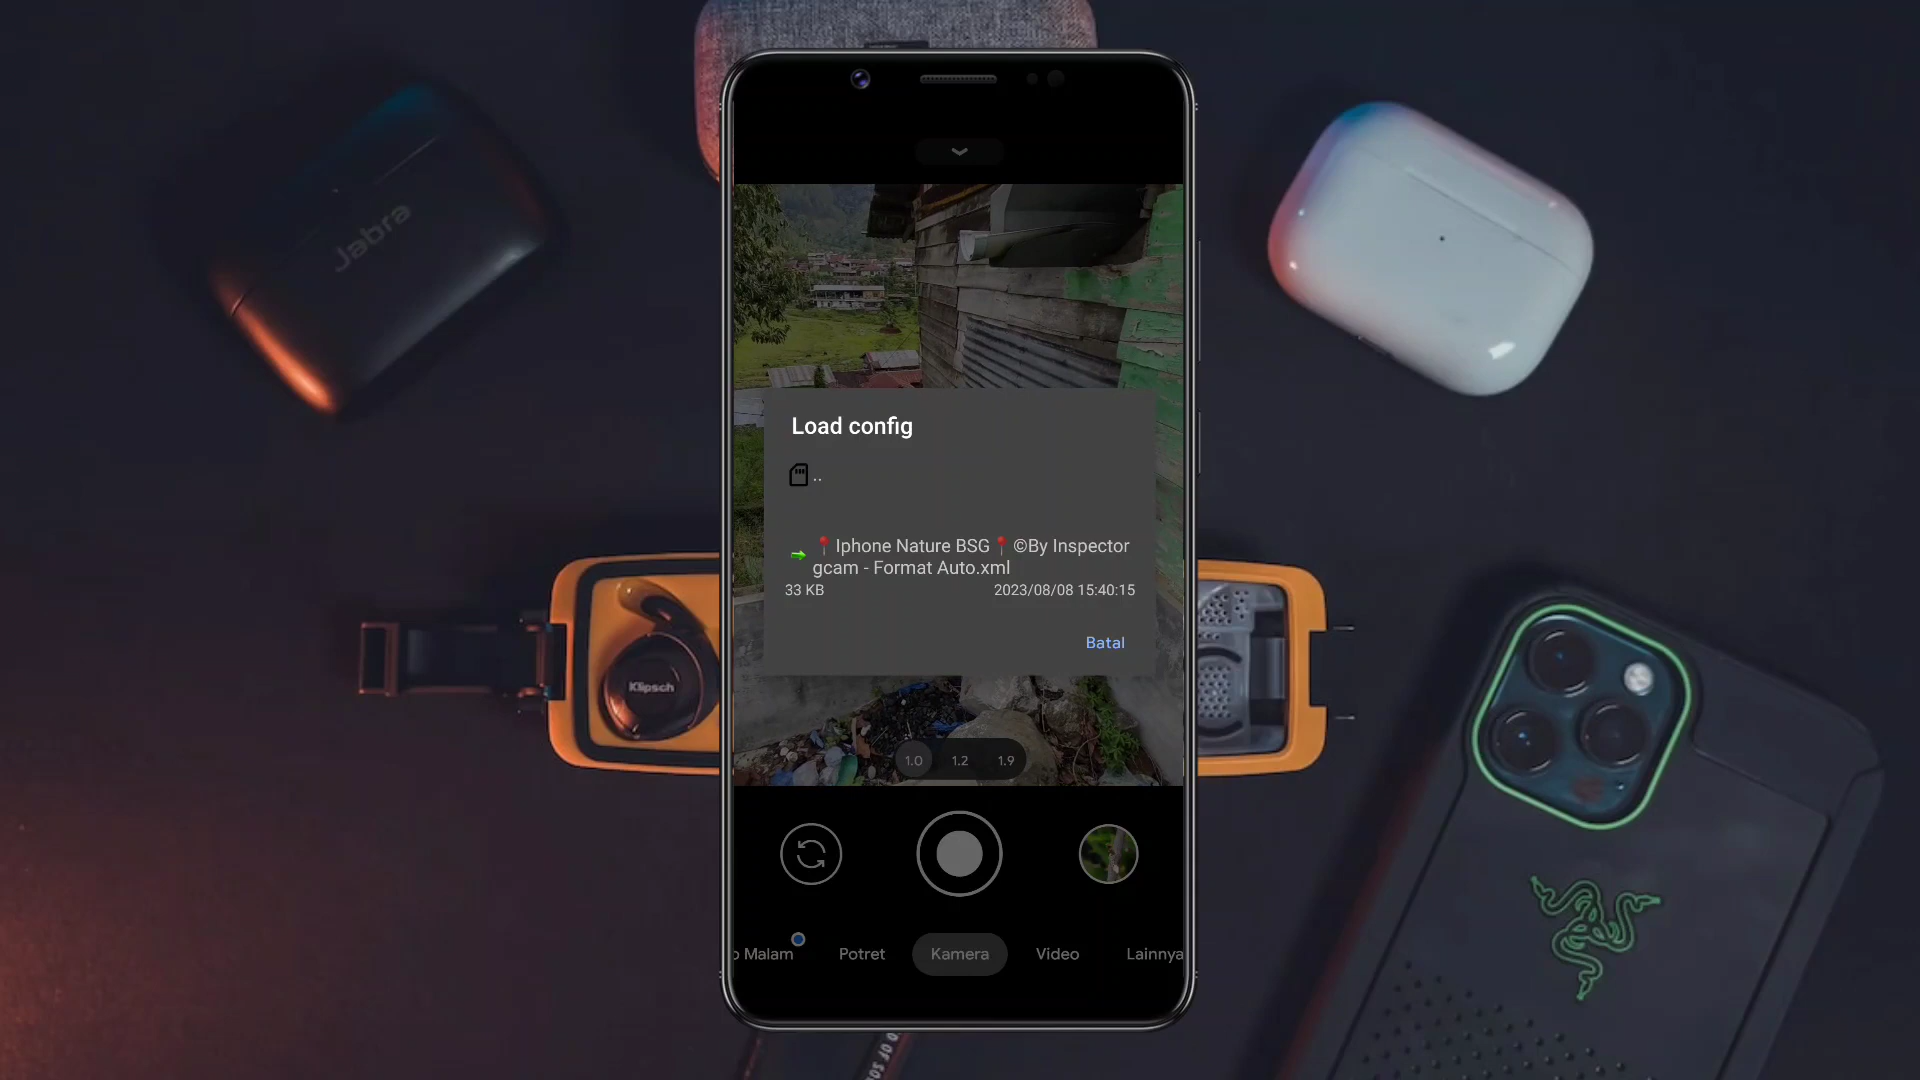 Jabra
Load config
..
📍Iphone Nature BSG📍©By Inspector
gcam - Format Auto.xml
33 KB
2023/08/08 15:40:15
Batal
Klipsch
1.0
1.2
1.9
Malam
Potret
Kamera
Video
Lainnya